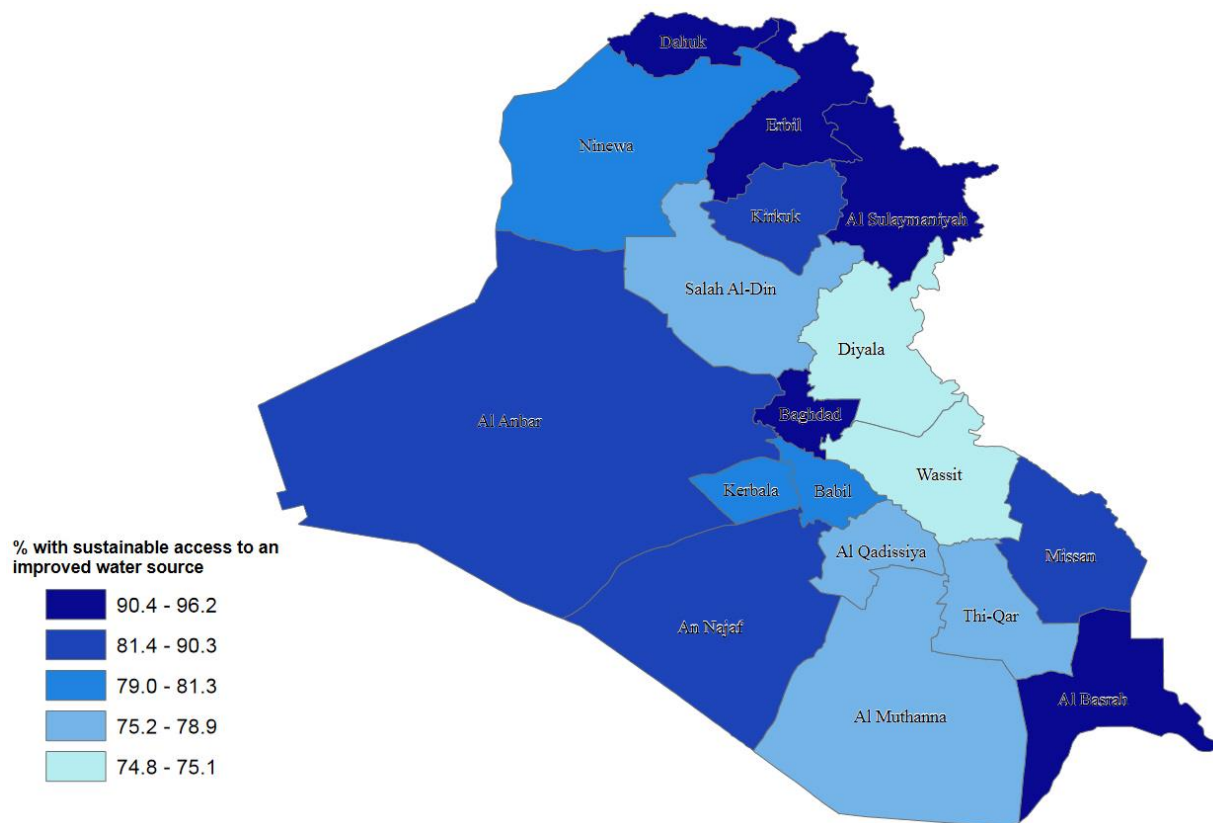 Dahuk
Erbil
Ninewa
Kirkuk
Al Sulaymaniyah
Salah Al-Din
Diyala
Baghdad
Al Anbar
Wassit
Kerbala
Babil
Al Qadissiya
Missan
Thi-Qar
An Najaf
Al Basrah
Al Muthanna
% with sustainable access to an
improved water source
90.4 - 96.2
81.4 - 90.3
79.0 - 81.3
75.2 - 78.9
74.8 - 75.1